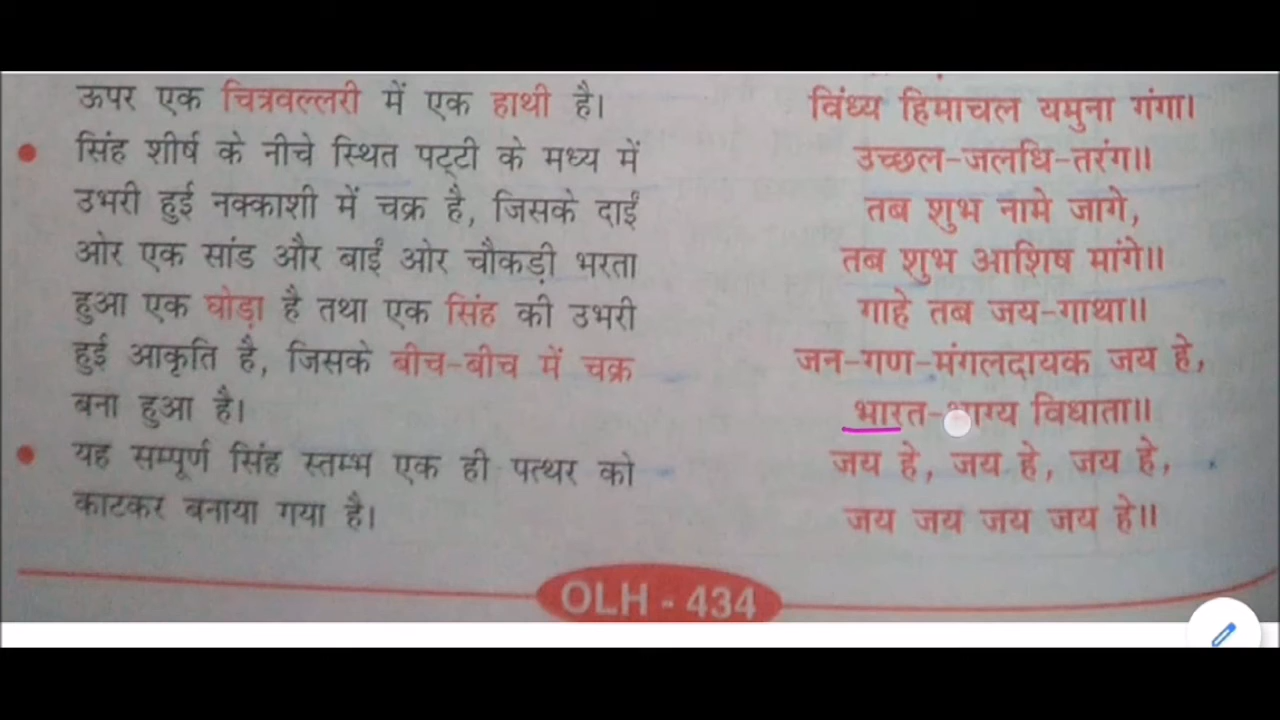 ऊपर एक चित्रवल्लरी में एक हाथी है।
सिंह शीर्ष के नीचे स्थित पट्टी के मध्य में
उभरी हुई नक्काशी में चक्र है, जिसके दाईं
ओर एक सांड और बाईं ओर चौकड़ी भरता
हुआ एक घोड़ा है तथा एक सिंह की उभरी
हुई आकृति है, जिसके बीच-बीच में चक्र
बना हुआ है।
यह सम्पूर्ण सिंह स्तम्भ एक ही पत्थर को
काटकर बनाया गया है।
विंध्य हिमाचल यमुना गंगा।
उच्छल-जलधि-तरंग॥
तब शुभ नामे जागे,
तब शुभ आशिष मांगे॥
गाहे तब जय-गाथा॥
जन-गण-मंगलदायक जय हे,
भारत-भाग्य विधाता॥
जय हे, जय हे, जय हे,
जय जय जय जय हे॥
OLH - 434